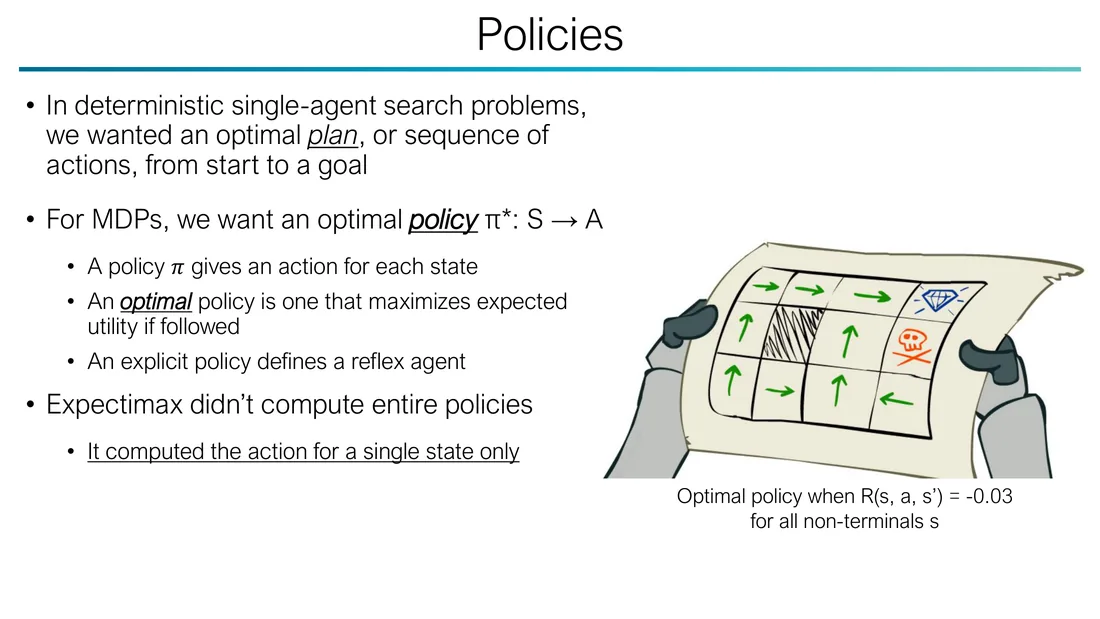 Policies
• In deterministic single-agent search problems,
we wanted an optimal plan, or sequence of
actions, from start to a goal
• For MDPs, we want an optimal policy π*: S → A
• A policy π gives an action for each state
• An optimal policy is one that maximizes expected
utility if followed
• An explicit policy defines a reflex agent
• Expectimax didn’t compute entire policies
• It computed the action for a single state only
Optimal policy when R(s, a, s’) = -0.03
for all non-terminals s